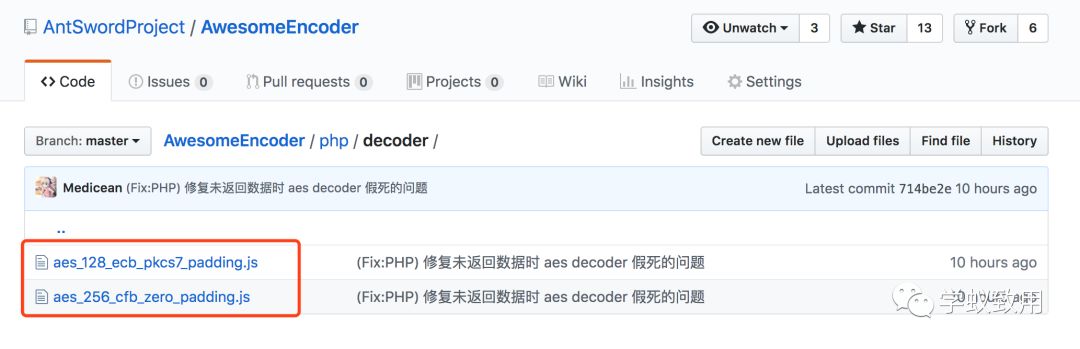 AntSwordProject / AwesomeEncoder Unwatch 3 Star 13 Fork 6
Code Issues 0 Pull requests 0 Projects 0 Wiki Insights Settings
Branch: master AwesomeEncoder / php / decoder / Create new file Upload files Find file History
Medicean (Fix:PHP) 修复未返回数据时 aes decoder 假死的问题 Latest commit 714be2e 10 hours ago
..
aes_128_ecb_pkcs7_padding.js (Fix:PHP) 修复未返回数据时 aes decoder 假死的问题 10 hours ago
aes_256_cfb_zero_padding.js (Fix:PHP) 修复未返回数据时 aes decoder 假死的问题 10 hours ago
学蚁致用